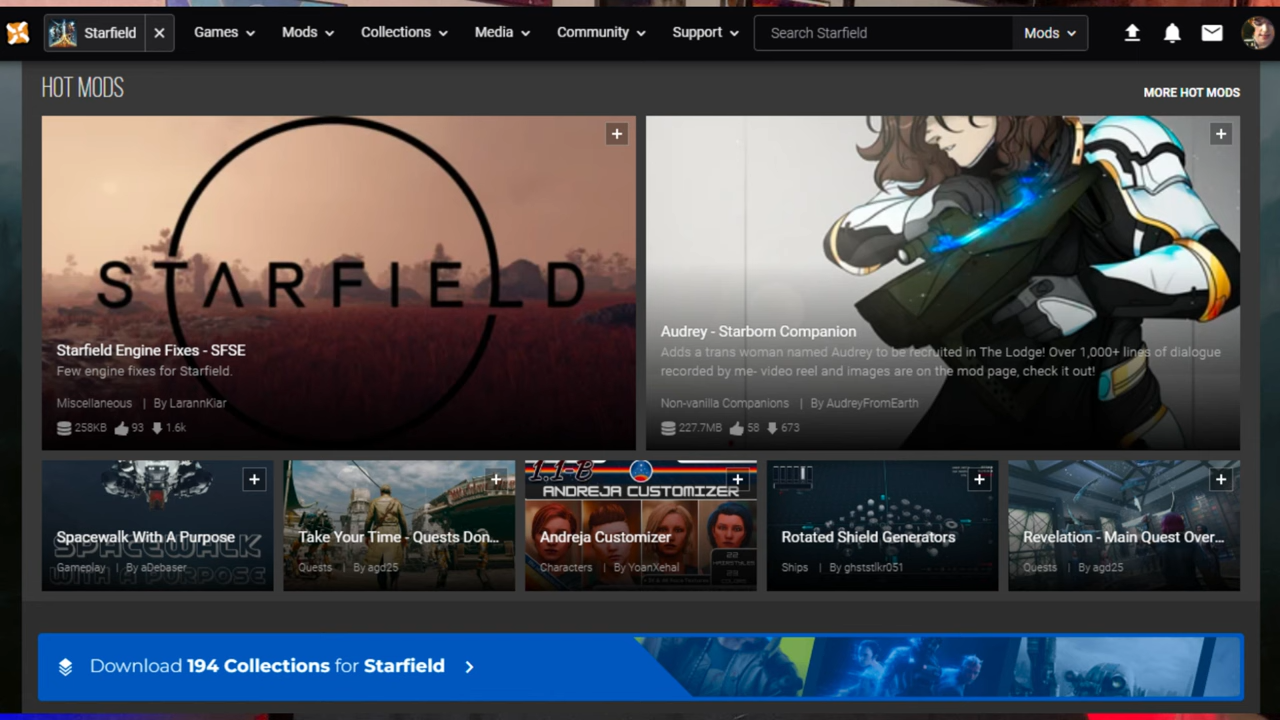 Starfield
Games
Mods
Collections
Media
Community
Support
Search Starfield
Mods
HOT MODS
MORE HOT MODS
STARFIELD
Starfield Engine Fixes - SFSE
Few engine fixes for Starfield.
Miscellaneous | By LarannKiar
258KB 93 1.6k
Audrey - Starborn Companion
Adds a trans woman named Audrey to be recruited in The Lodge! Over 1,000+ lines of dialogue
recorded by me- video reel and images are on the mod page, check it out!
Non-vanilla Companions | By AudreyFromEarth
227.7MB 58 673
Spacewalk With A Purpose
SPACEWALK
WITH A PURPOSE
Gameplay | By aDebaser
Take Your Time - Quests Don...
Quests | By agd25
1.1-B
ANDREJA CUSTOMIZER
Andreja Customizer
Characters | By YoanXehal
Rotated Shield Generators
Ships | By ghststlkr051
Revelation - Main Quest Over...
Quests | By agd25
Download 194 Collections for Starfield